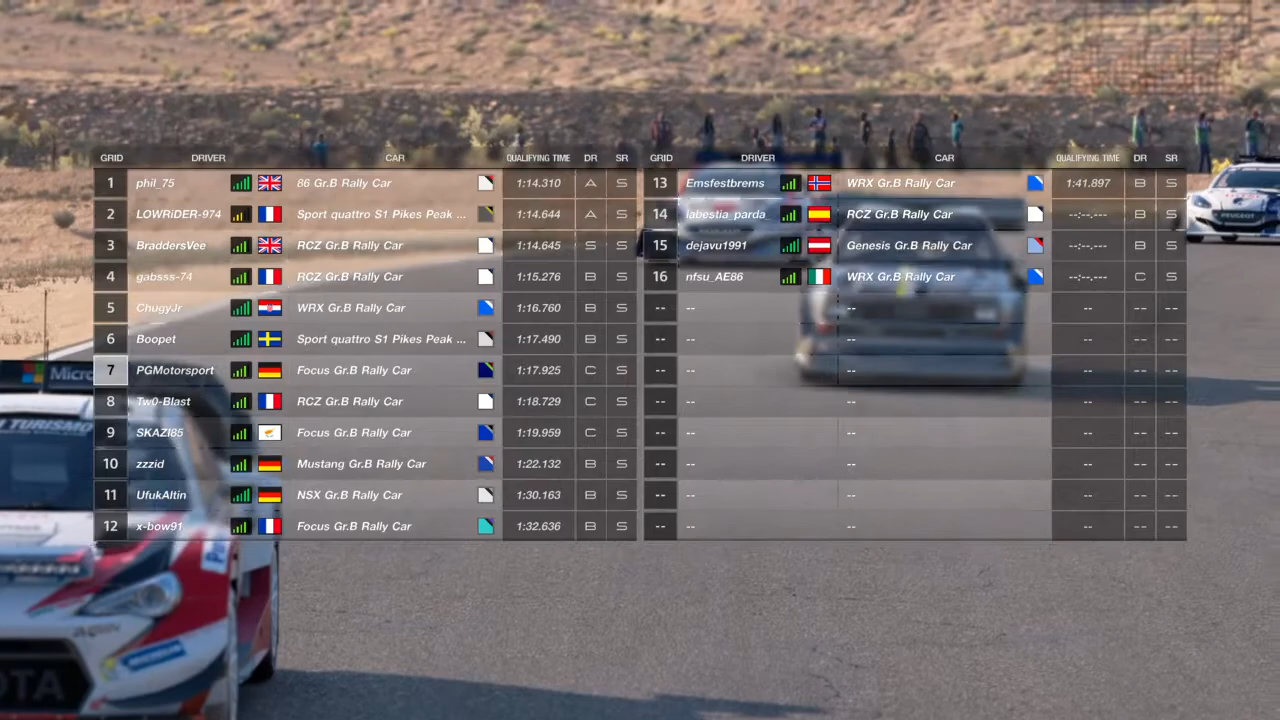 GRID DRIVER CAR QUALIFYING TIME DR SR
1 phil_75 86 Gr.B Rally Car 1:14.310 A S
2 LOWRiDER-974 Sport quattro S1 Pikes Peak ... 1:14.644 A S
3 BraddersVee RCZ Gr.B Rally Car 1:14.645 S S
4 gabsss-74 RCZ Gr.B Rally Car 1:15.276 B S
5 ChugyJr WRX Gr.B Rally Car 1:16.760 B S
6 Boopet Sport quattro S1 Pikes Peak ... 1:17.490 B S
7 PGMotorsport Focus Gr.B Rally Car 1:17.925 C S
8 Tw0-Blast RCZ Gr.B Rally Car 1:18.729 C S
9 SKAZI85 Focus Gr.B Rally Car 1:19.959 C S
10 zzzid Mustang Gr.B Rally Car 1:22.132 B S
11 UfukAltin NSX Gr.B Rally Car 1:30.163 B S
12 x-bow91 Focus Gr.B Rally Car 1:32.636 B S
GRID DRIVER CAR QUALIFYING TIME DR SR
13 Emsfestbrems WRX Gr.B Rally Car 1:41.897 B S
14 iabestia_parda_ RCZ Gr.B Rally Car --:--.--- B S
15 dejavu1991 Genesis Gr.B Rally Car --:--.--- B S
16 nfsu_AE86 WRX Gr.B Rally Car --:--.--- C S
-- -- -- -- -- --
-- -- -- -- -- --
-- -- -- -- -- --
-- -- -- -- -- --
-- -- -- -- -- --
-- -- -- -- -- --
-- -- -- -- -- --
-- -- -- -- -- --
TURISMO
MICHELIN
PEUGEOT